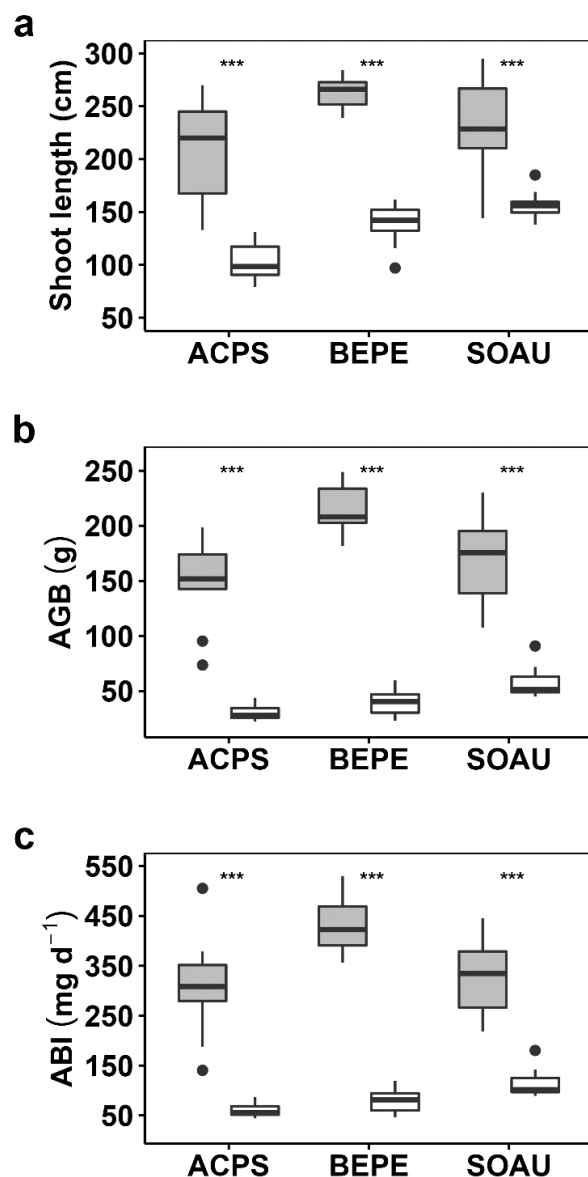 a
Shoot length (cm)
300
250
200
150
100
50
*** *** ***
ACPS BEPE SOAU
b
AGB (g)
250
200
150
100
50
*** *** ***
ACPS BEPE SOAU
c
ABI (mg d⁻¹)
550
450
350
250
150
50
*** *** ***
ACPS BEPE SOAU